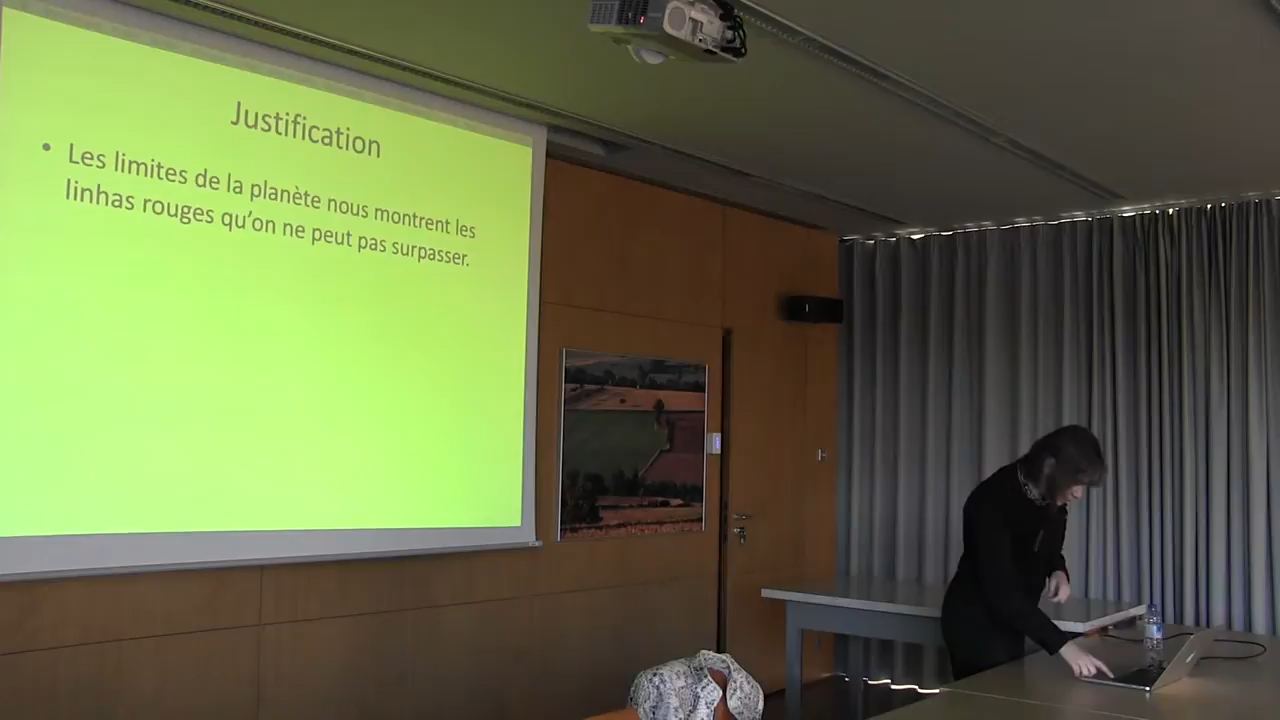 Justification
• Les limites de la planète nous montrent les
linhas rouges qu'on ne peut pas surpasser.